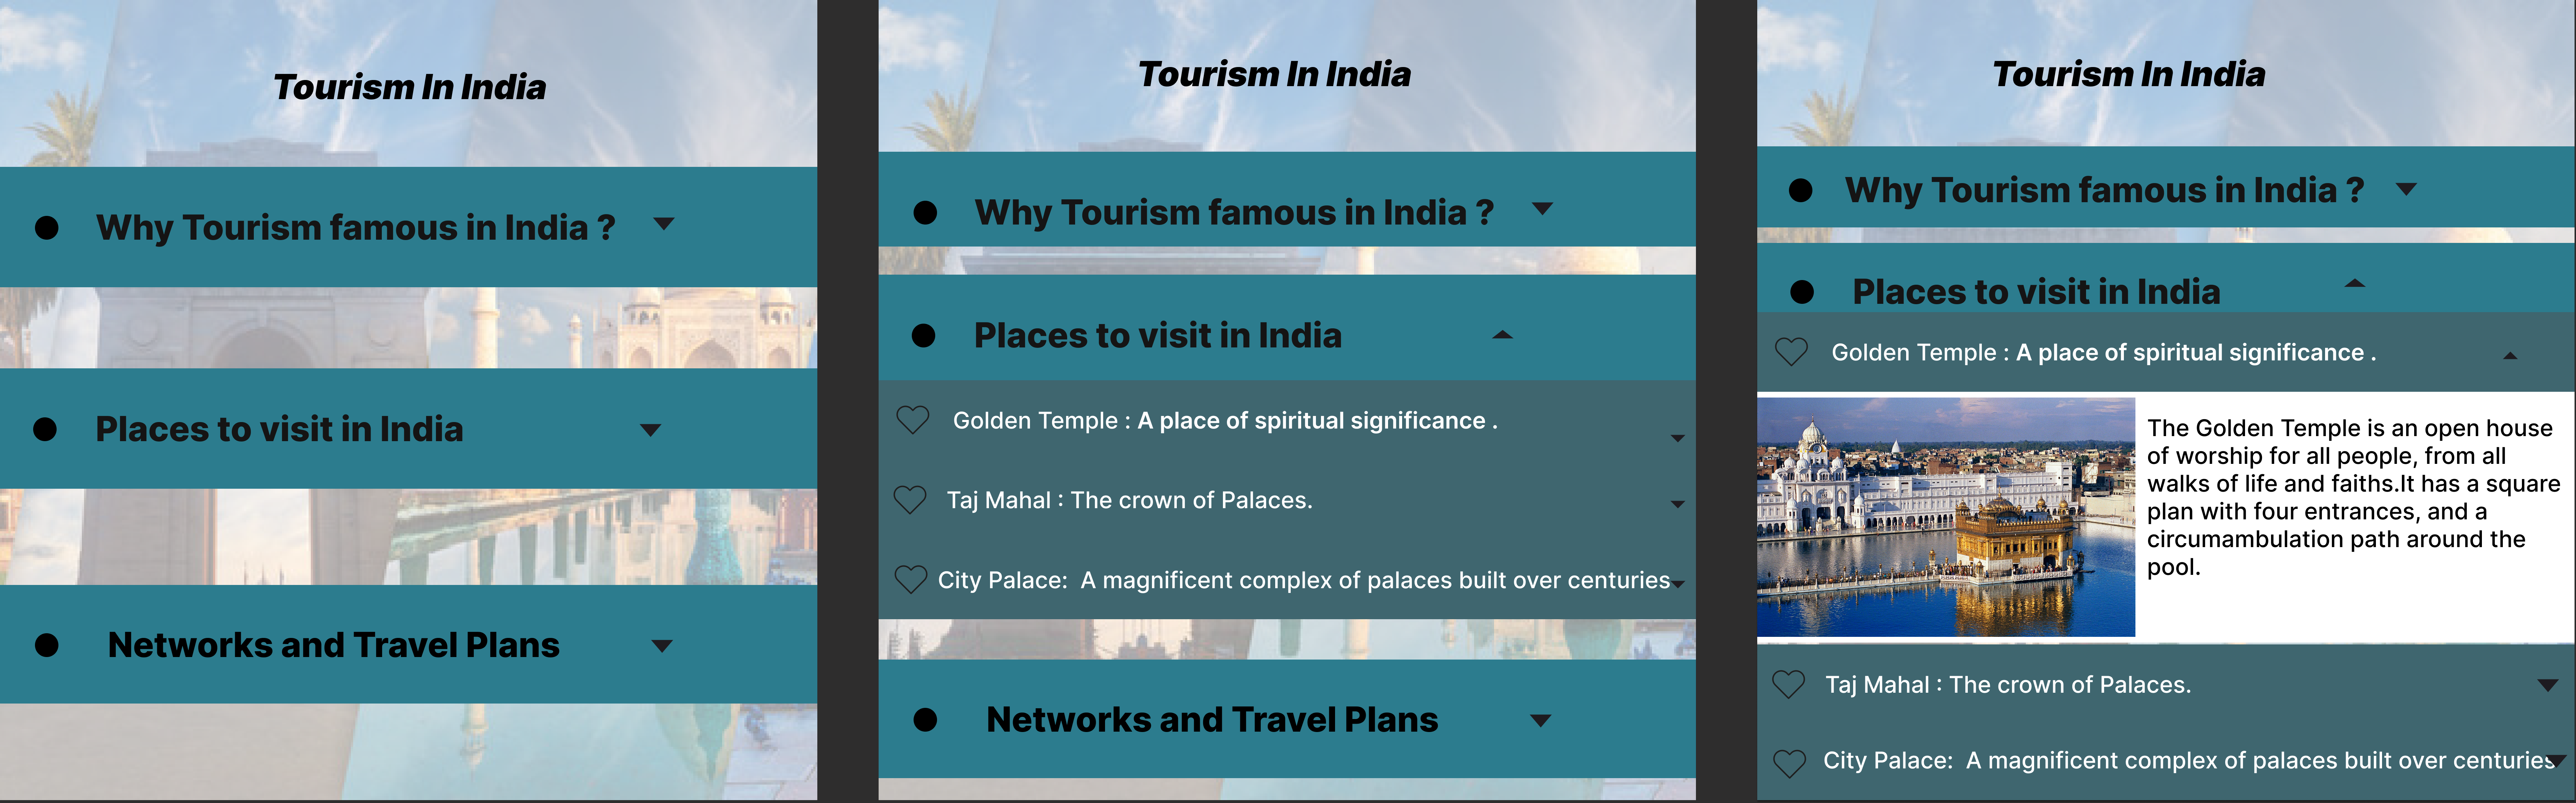 Tourism In India
Why Tourism famous in India ?
Places to visit in India
Networks and Travel Plans
Tourism In India
Why Tourism famous in India ?
Places to visit in India
Golden Temple : A place of spiritual significance .
Taj Mahal : The crown of Palaces.
City Palace: A magnificent complex of palaces built over centuries
Networks and Travel Plans
Tourism In India
Why Tourism famous in India ?
Places to visit in India
Golden Temple : A place of spiritual significance .
The Golden Temple is an open house
of worship for all people, from all
walks of life and faiths.It has a square
plan with four entrances, and a
circumambulation path around the
pool.
Taj Mahal : The crown of Palaces.
City Palace: A magnificent complex of palaces built over centuries